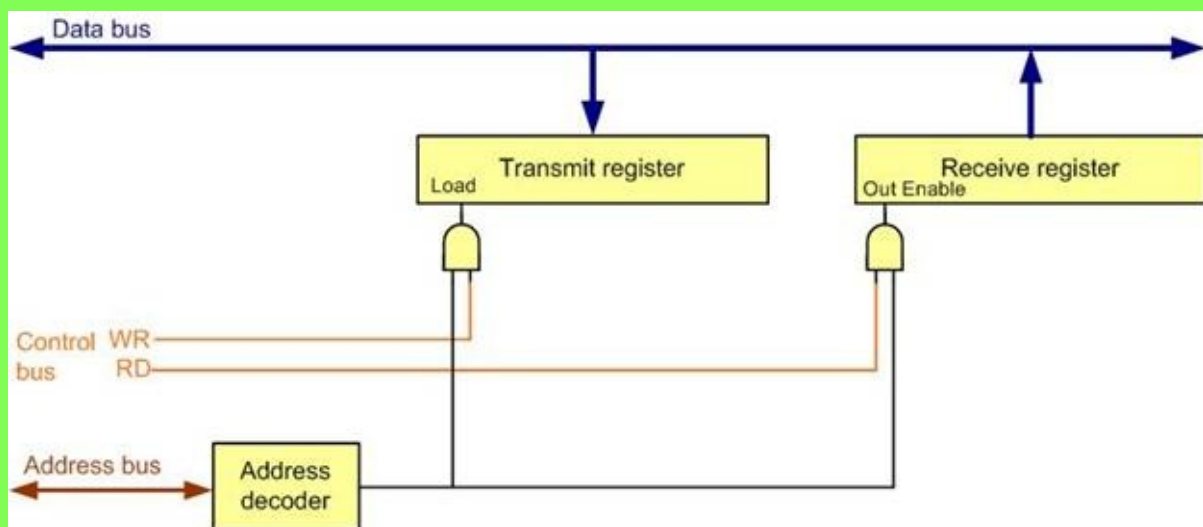 Data bus
Transmit register
Load
Receive register
Out Enable
Control WR
bus RD
Address bus
Address
decoder